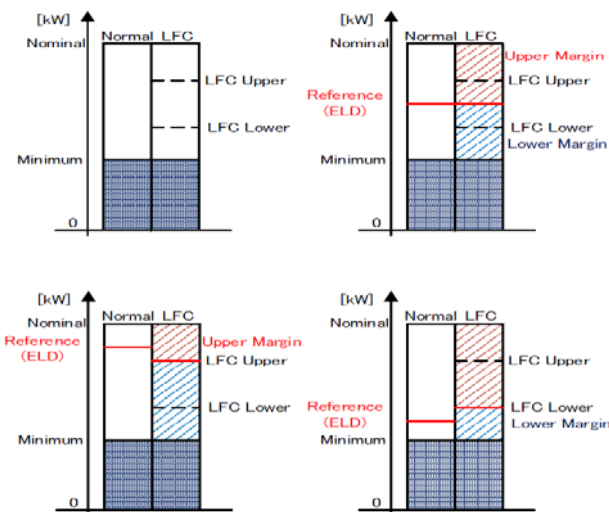 [kW]
Normal LFC
Nominal
LFC Upper
LFC Lower
Minimum
0
[kW]
Normal LFC
Nominal
Upper Margin
LFC Upper
Reference
(ELD)
LFC Lower
Lower Margin
Minimum
0
[kW]
Normal LFC
Nominal
Reference
(ELD)
Upper Margin
LFC Upper
LFC Lower
Minimum
0
[kW]
Normal LFC
Nominal
LFC Upper
Reference
(ELD)
LFC Lower
Lower Margin
Minimum
0